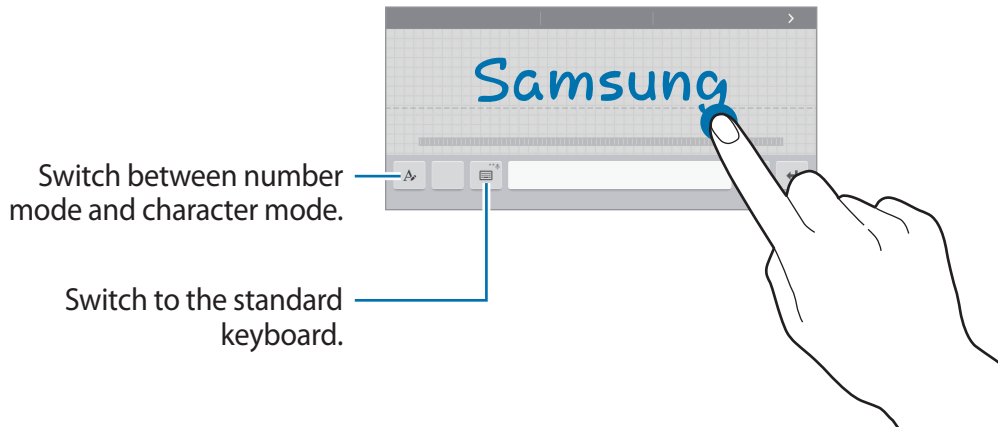 Samsung
Switch between number
mode and character mode.
Switch to the standard
keyboard.